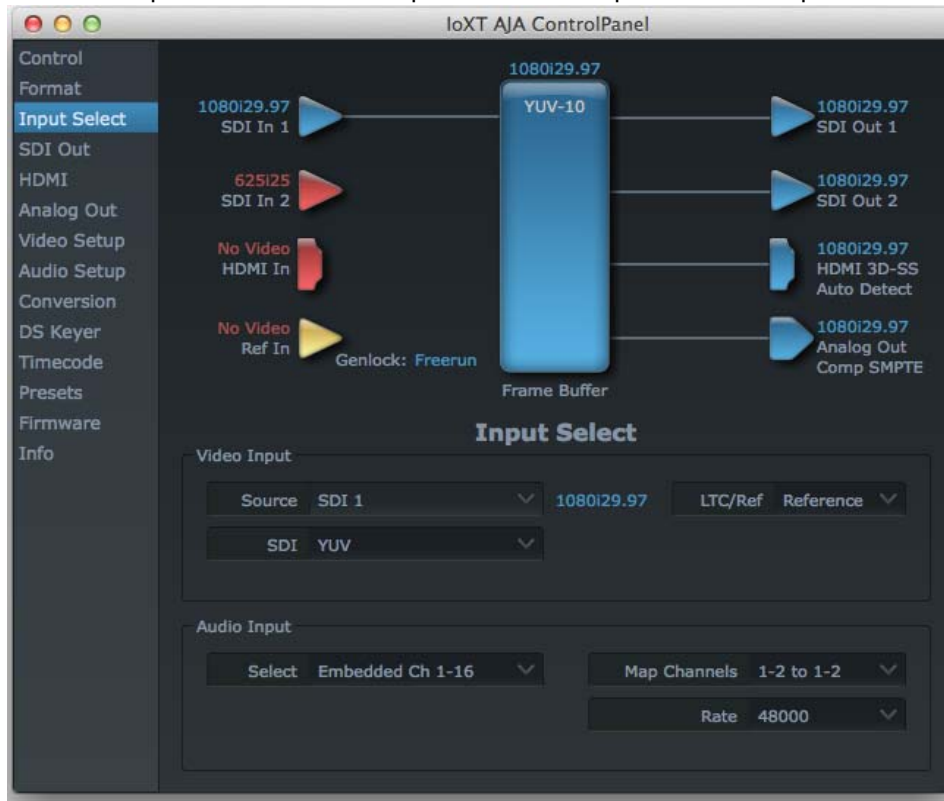 IoXT AJA ControlPanel
Control
Format
Input Select
SDI Out
HDMI
Analog Out
Video Setup
Audio Setup
Conversion
DS Keyer
Timecode
Presets
Firmware
Info
1080i29.97
SDI In 1
625i25
SDI In 2
No Video
HDMI In
No Video
Ref In
Genlock: Freerun
1080i29.97
YUV-10
Frame Buffer
1080i29.97
SDI Out 1
1080i29.97
SDI Out 2
1080i29.97
HDMI 3D-SS
Auto Detect
1080i29.97
Analog Out
Comp SMPTE
Input Select
Video Input
Source SDI 1 1080i29.97 LTC/Ref Reference
SDI YUV
Audio Input
Select Embedded Ch 1-16 Map Channels 1-2 to 1-2
Rate 48000